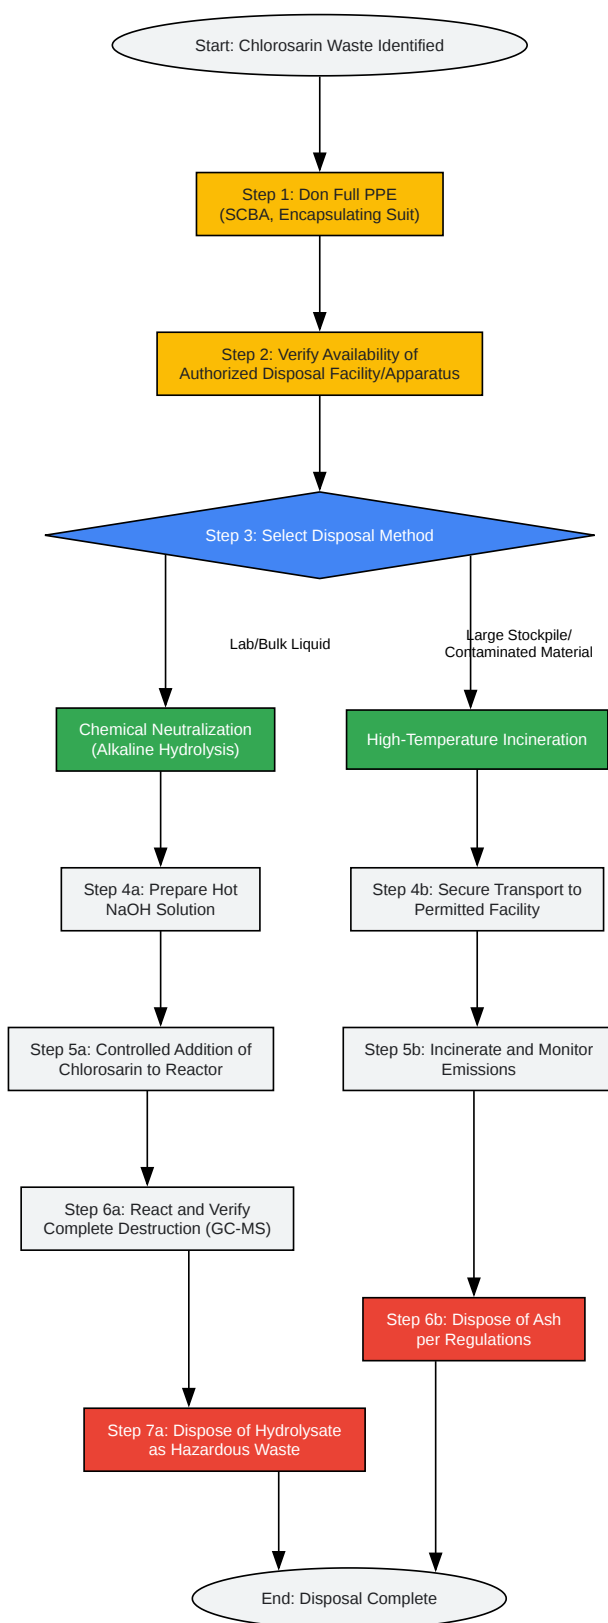 Start: Chlorosarin Waste Identified
Step 1: Don Full PPE
(SCBA, Encapsulating Suit)
Step 2: Verify Availability of
Authorized Disposal Facility/Apparatus
Step 3: Select Disposal Method
Lab/Bulk Liquid
Large Stockpile/
Contaminated Material
Chemical Neutralization
(Alkaline Hydrolysis)
High-Temperature Incineration
Step 4a: Prepare Hot
NaOH Solution
Step 4b: Secure Transport to
Permitted Facility
Step 5a: Controlled Addition of
Chlorosarin to Reactor
Step 5b: Incinerate and Monitor
Emissions
Step 6a: React and Verify
Complete Destruction (GC-MS)
Step 6b: Dispose of Ash
per Regulations
Step 7a: Dispose of Hydrolysate
as Hazardous Waste
End: Disposal Complete